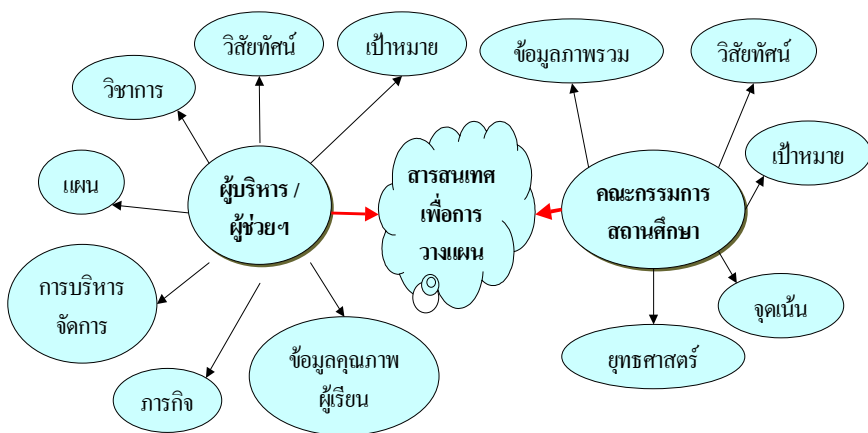 วิสัยทัศน์
เป้าหมาย
ข้อมูลภาพรวม
วิสัยทัศน์
วิชาการ
เป้าหมาย
แผน
ผู้บริหาร /
ผู้ช่วยฯ
สารสนเทศ
เพื่อการ
วางแผน
คณะกรรมการ
สถานศึกษา
การบริหาร
จัดการ
จุดเน้น
ภารกิจ
ข้อมูลคุณภาพ
ผู้เรียน
ยุทธศาสตร์